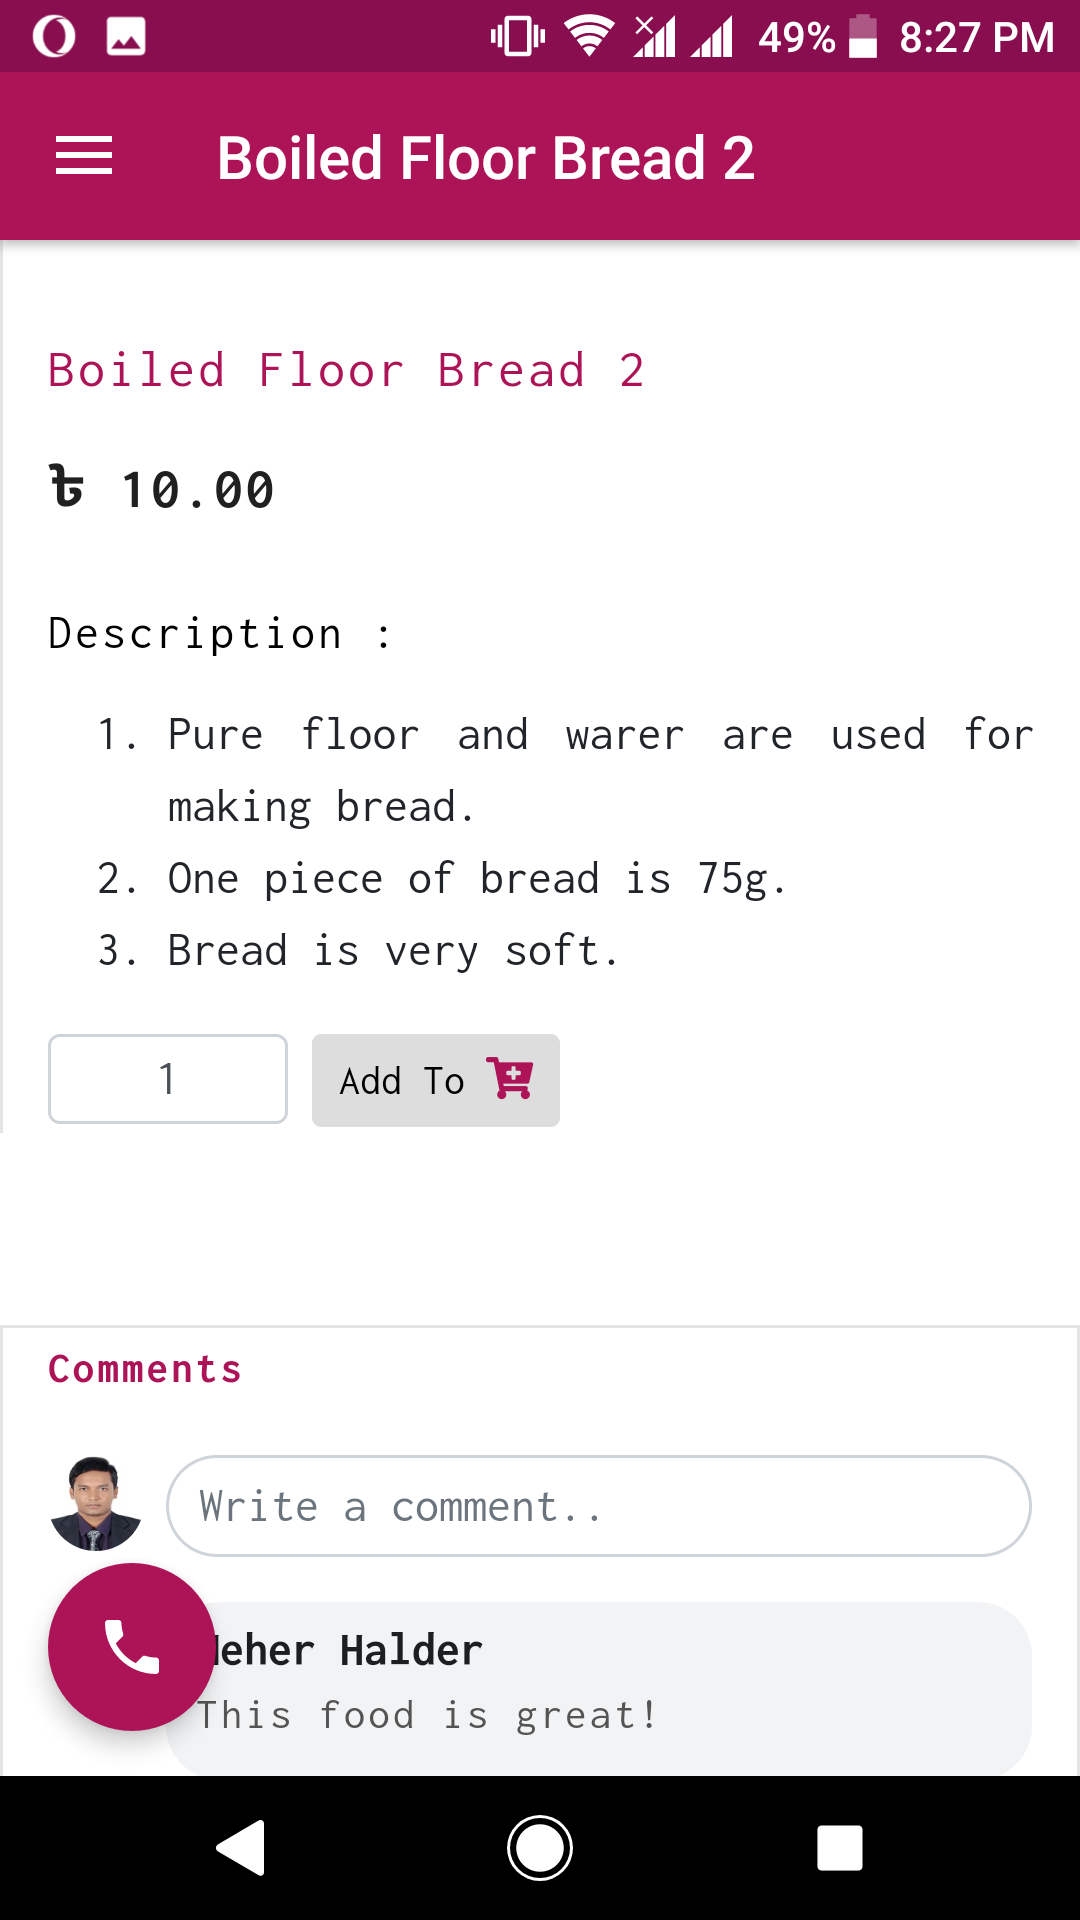 49% 8:27 PM
Boiled Floor Bread 2
Boiled Floor Bread 2
৳ 10.00
Description :
1. Pure floor and warer are used for
making bread.
2. One piece of bread is 75g.
3. Bread is very soft.
1 Add To
Comments
Write a comment..
Halder
This food is great!